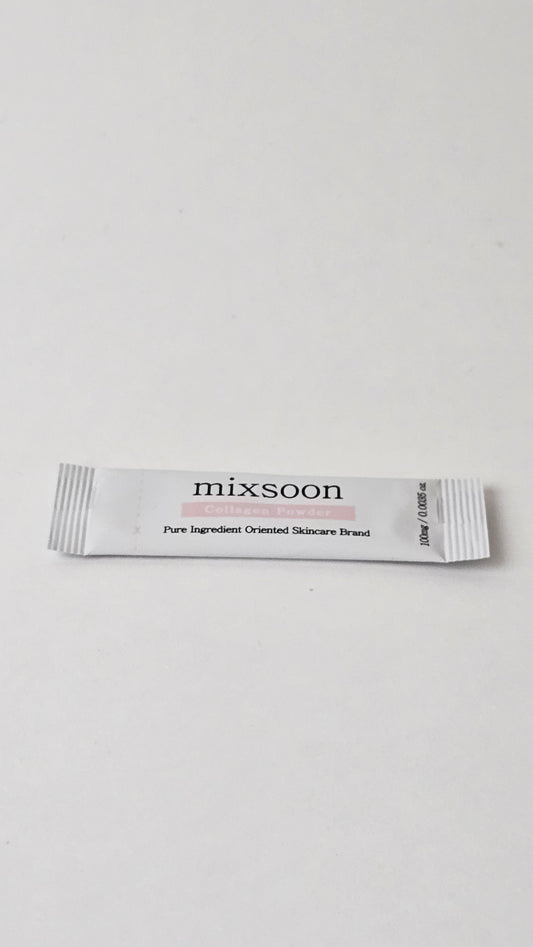 mixsoon
Collagen Powder
Pure Ingredient Oriented Skincare Brand
100mg / 0.0035 oz